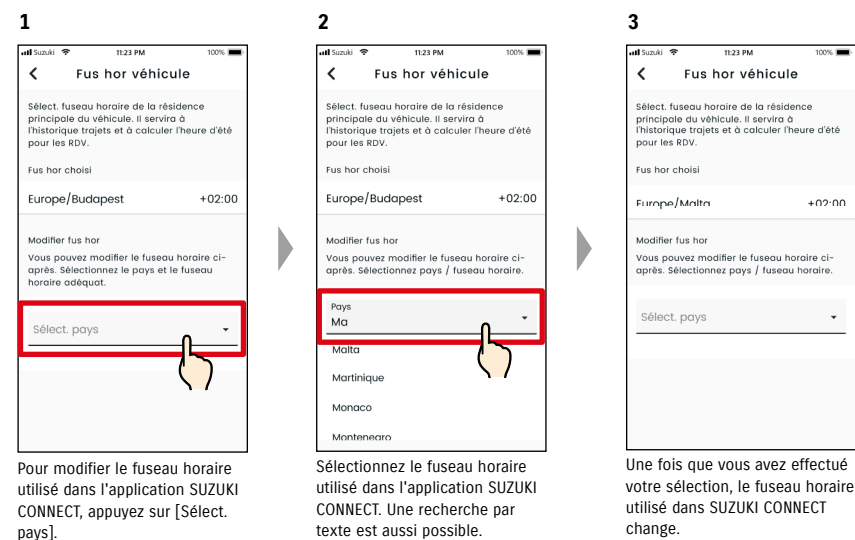 1
Suzuki 11:23 PM 100%
Fus hor véhicule
Sélect. fuseau horaire de la résidence
principale du véhicule. Il servira à
l'historique trajets et à calculer l'heure d'été
pour les RDV.
Fus hor choisi
Europe/Budapest +02:00
Modifier fus hor
Vous pouvez modifier le fuseau horaire ci-
après. Sélectionnez le pays et le fuseau
horaire adéquat.
Sélect. pays
Pour modifier le fuseau horaire
utilisé dans l'application SUZUKI
CONNECT, appuyez sur [Sélect.
pays].
2
Suzuki 11:23 PM 100%
Fus hor véhicule
Sélect. fuseau horaire de la résidence
principale du véhicule. Il servira à
l'historique trajets et à calculer l'heure d'été
pour les RDV.
Fus hor choisi
Europe/Budapest +02:00
Modifier fus hor
Vous pouvez modifier le fuseau horaire ci-
après. Sélectionnez pays / fuseau horaire.
Pays
Ma
Malta
Martinique
Monaco
Montenegro
Sélectionnez le fuseau horaire
utilisé dans l'application SUZUKI
CONNECT. Une recherche par
texte est aussi possible.
3
Suzuki 11:23 PM 100%
Fus hor véhicule
Sélect. fuseau horaire de la résidence
principale du véhicule. Il servira à
l'historique trajets et à calculer l'heure d'été
pour les RDV.
Fus hor choisi
Europe/Malta +02:00
Modifier fus hor
Vous pouvez modifier le fuseau horaire ci-
après. Sélectionnez pays / fuseau horaire.
Sélect. pays
Une fois que vous avez effectué
votre sélection, le fuseau horaire
utilisé dans SUZUKI CONNECT
change.